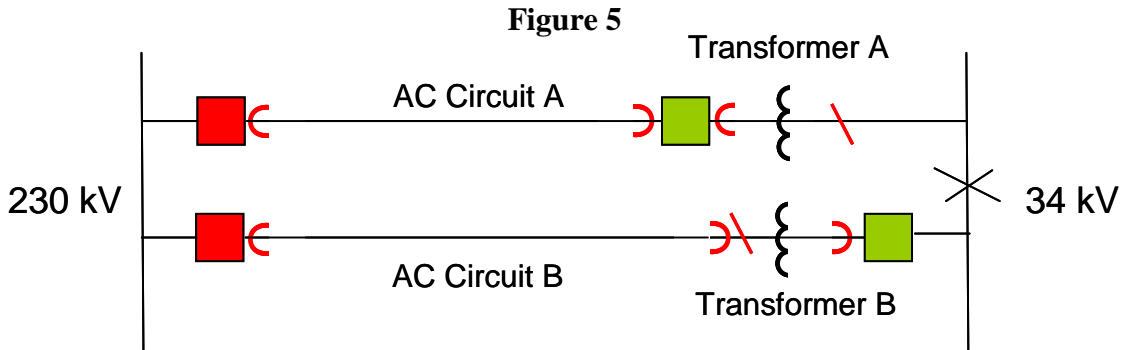 Figure 5
Transformer A
AC Circuit A
230 kV
34 kV
AC Circuit B
Transformer B